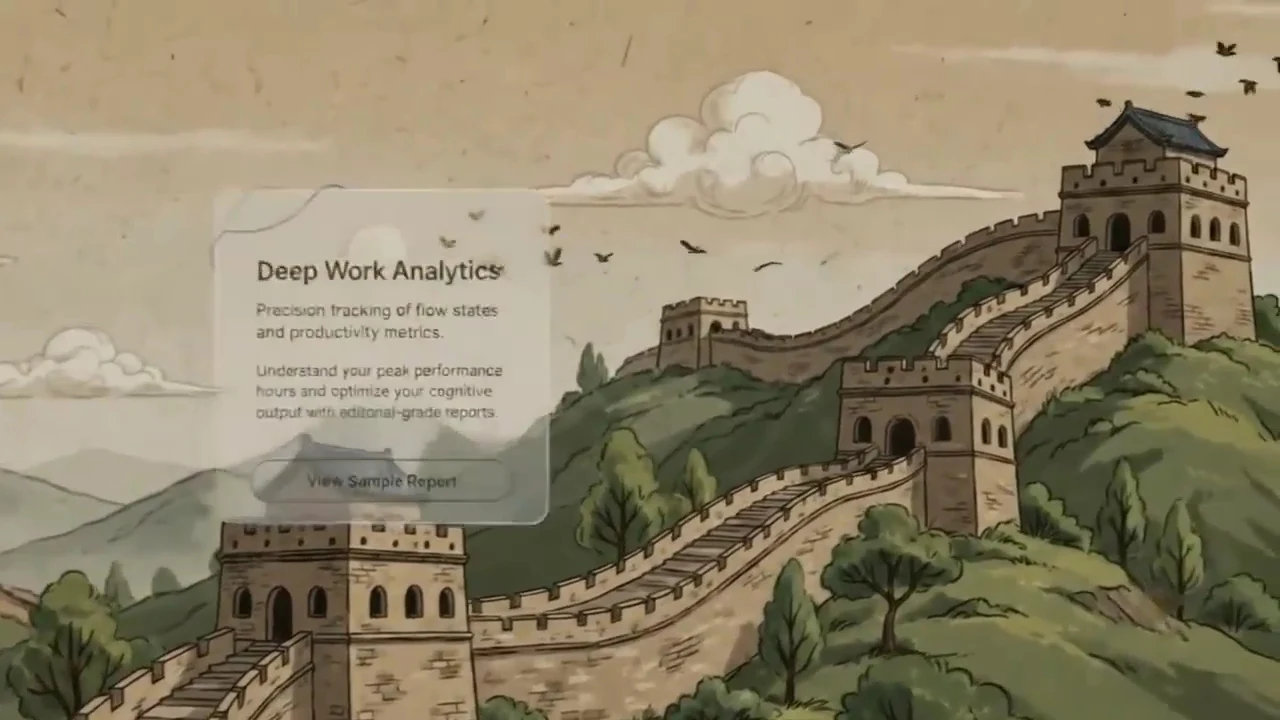 Deep Work Analytics
Precision tracking of flow states
and productivity metrics.
Understand your peak performance
hours and optimize your cognitive
output with editorial-grade reports.
View Sample Report